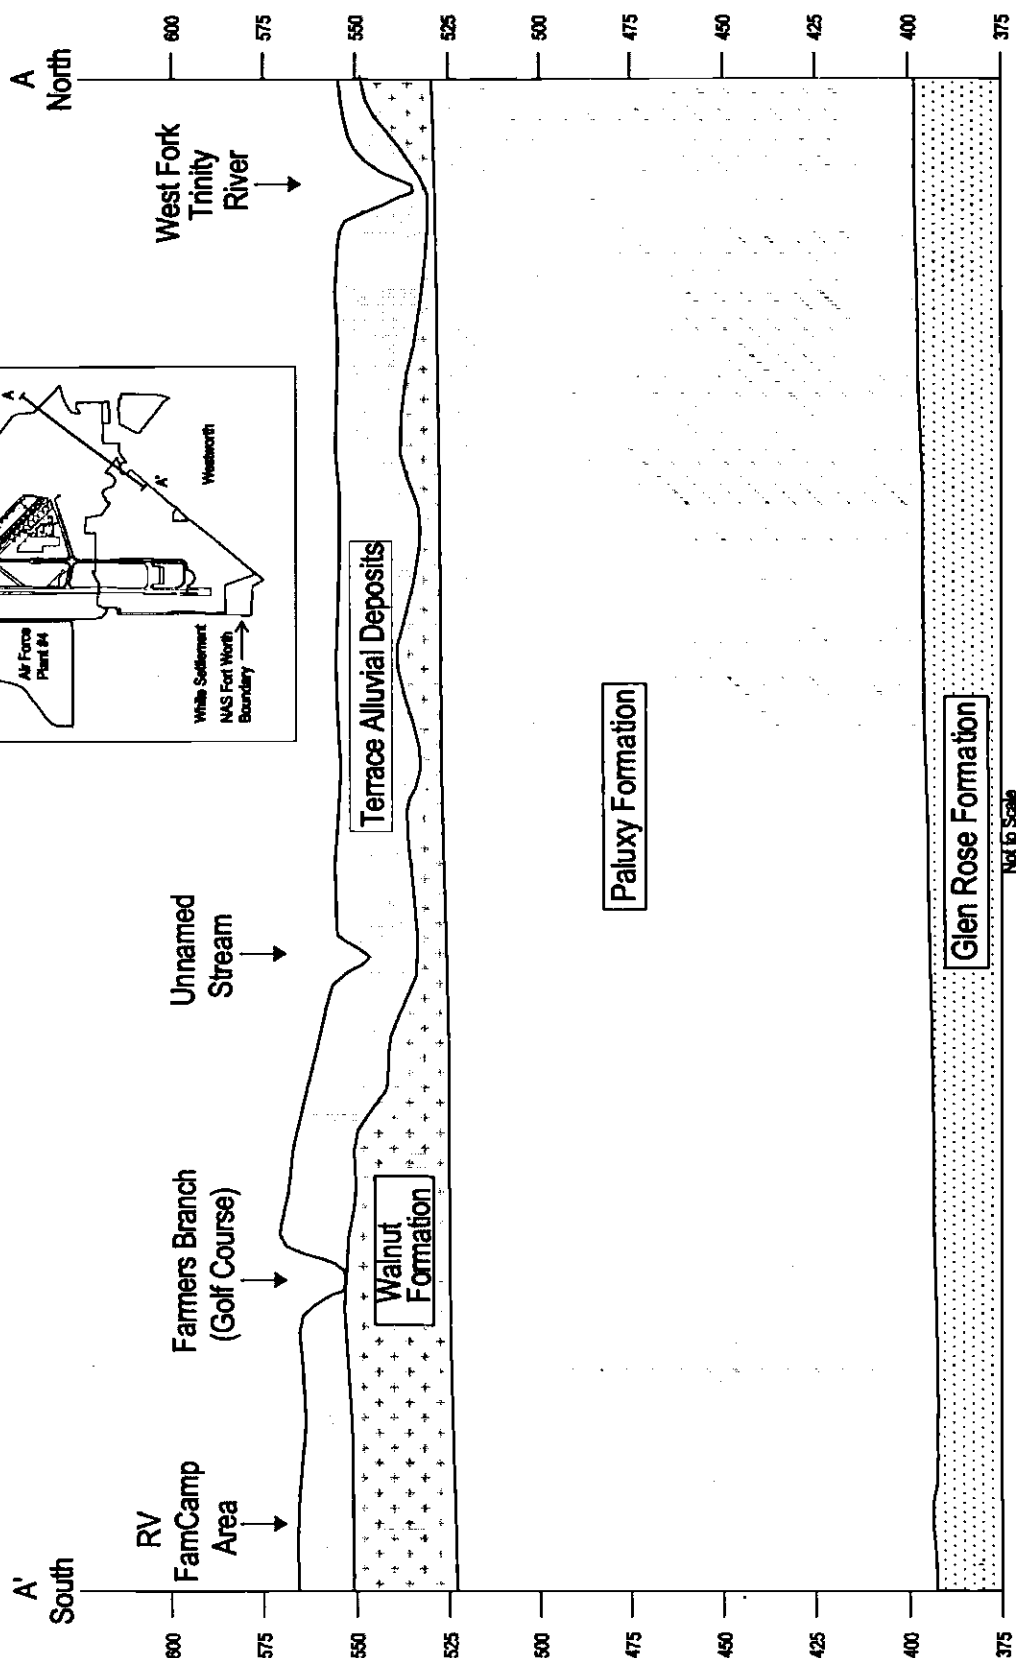 A'
South
A
North
RV
FamCamp
Area
Farmers Branch
(Golf Course)
Unnamed
Stream
West Fork
Trinity
River
Air Force
Plant #4
White Settlement
NAS Fort Worth
Boundary
Westworth
A'
A
600
575
550
525
500
475
450
425
400
375
600
575
550
525
500
475
450
425
400
375
Terrace Alluvial Deposits
Walnut
Formation
Paluxy Formation
Glen Rose Formation
Not to Scale